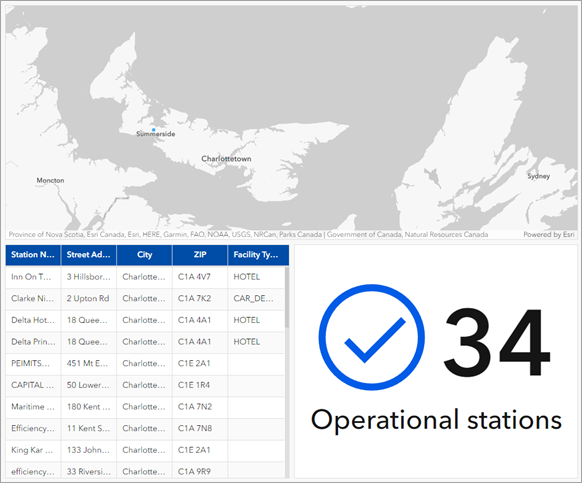 Summerside
Charlottetown
Moncton
Sydney
Province of Nova Scotia, Esri Canada, Esri, HERE, Garmin, FAO, NOAA, USGS, NRCan, Parks Canada | Government of Canada, Natural Resources Canada Powered by Esri
Station N... Street Ad... City ZIP Facility Ty...
Inn On T... 3 Hillsbor... Charlotte... C1A 4V7 HOTEL
Clarke Ni... 2 Upton Rd Charlotte... C1A 7K2 CAR_DE...
Delta Hot... 18 Quee... Charlotte... C1A 4A1 HOTEL
Delta Prin... 18 Quee... Charlotte... C1A 4A1 HOTEL
PEIMITS... 451 Mt E... Charlotte... C1E 2A1
CAPITAL ... 50 Lower... Charlotte... C1E 1R4
Maritime ... 180 Kent ... Charlotte... C1A 7N2
Efficiency... 11 Kent S... Charlotte... C1A 7N8
King Kar ... 133 John... Charlotte... C1E 2A1
efficiency... 33 Riversi... Charlotte... C1A 9R9
34
Operational stations